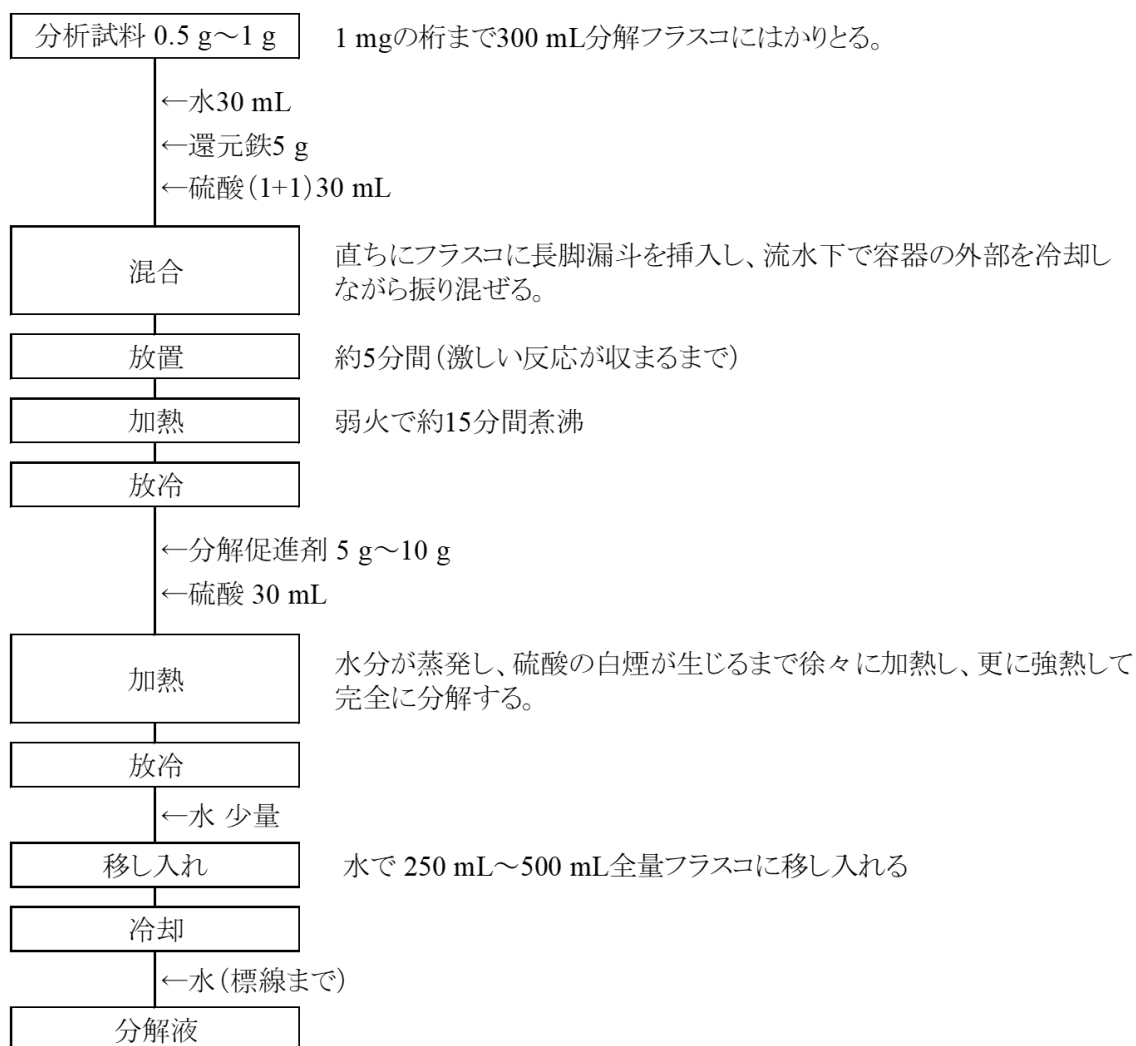 分析試料 0.5 g～1 g
1 mgの桁まで300 mL分解フラスコにはかりとる。
←水30 mL
←還元鉄5 g
←硫酸（1+1）30 mL
混合
直ちにフラスコに長脚漏斗を挿入し、流水下で容器の外部を冷却し
ながら振り混ぜる。
放置
約5分間（激しい反応が収まるまで）
加熱
弱火で約15分間煮沸
放冷
←分解促進剤 5 g～10 g
←硫酸 30 mL
加熱
水分が蒸発し、硫酸の白煙が生じるまで徐々に加熱し、更に強熱して
完全に分解する。
放冷
←水 少量
移し入れ
水で 250 mL～500 mL全量フラスコに移し入れる
冷却
←水（標線まで）
分解液